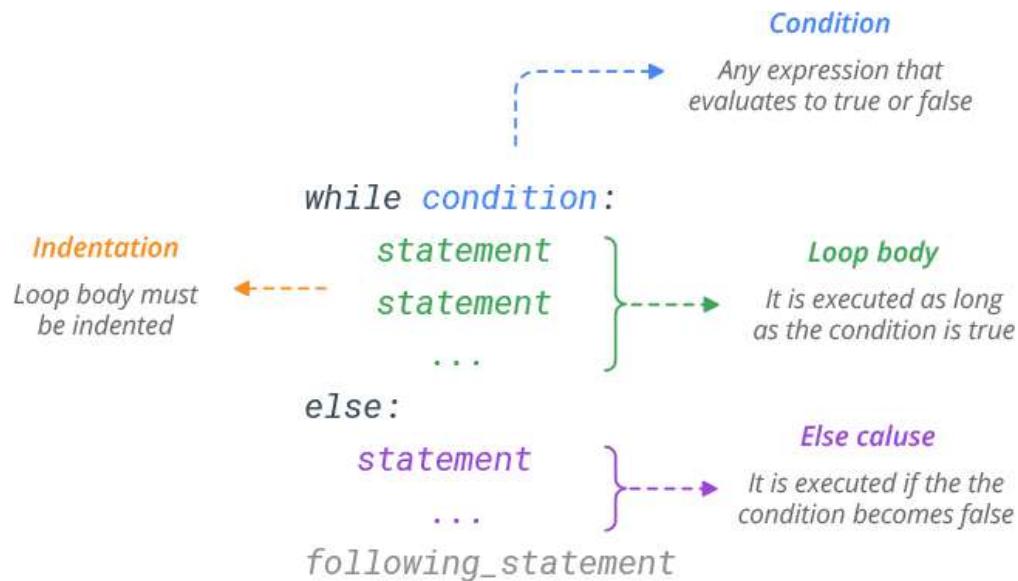 Condition
Any expression that
evaluates to true or false
while condition:
Indentation
Loop body must
be indented
statement
statement
...
Loop body
It is executed as long
as the condition is true
else:
statement
...
Else caluse
It is executed if the the
condition becomes false
following_statement